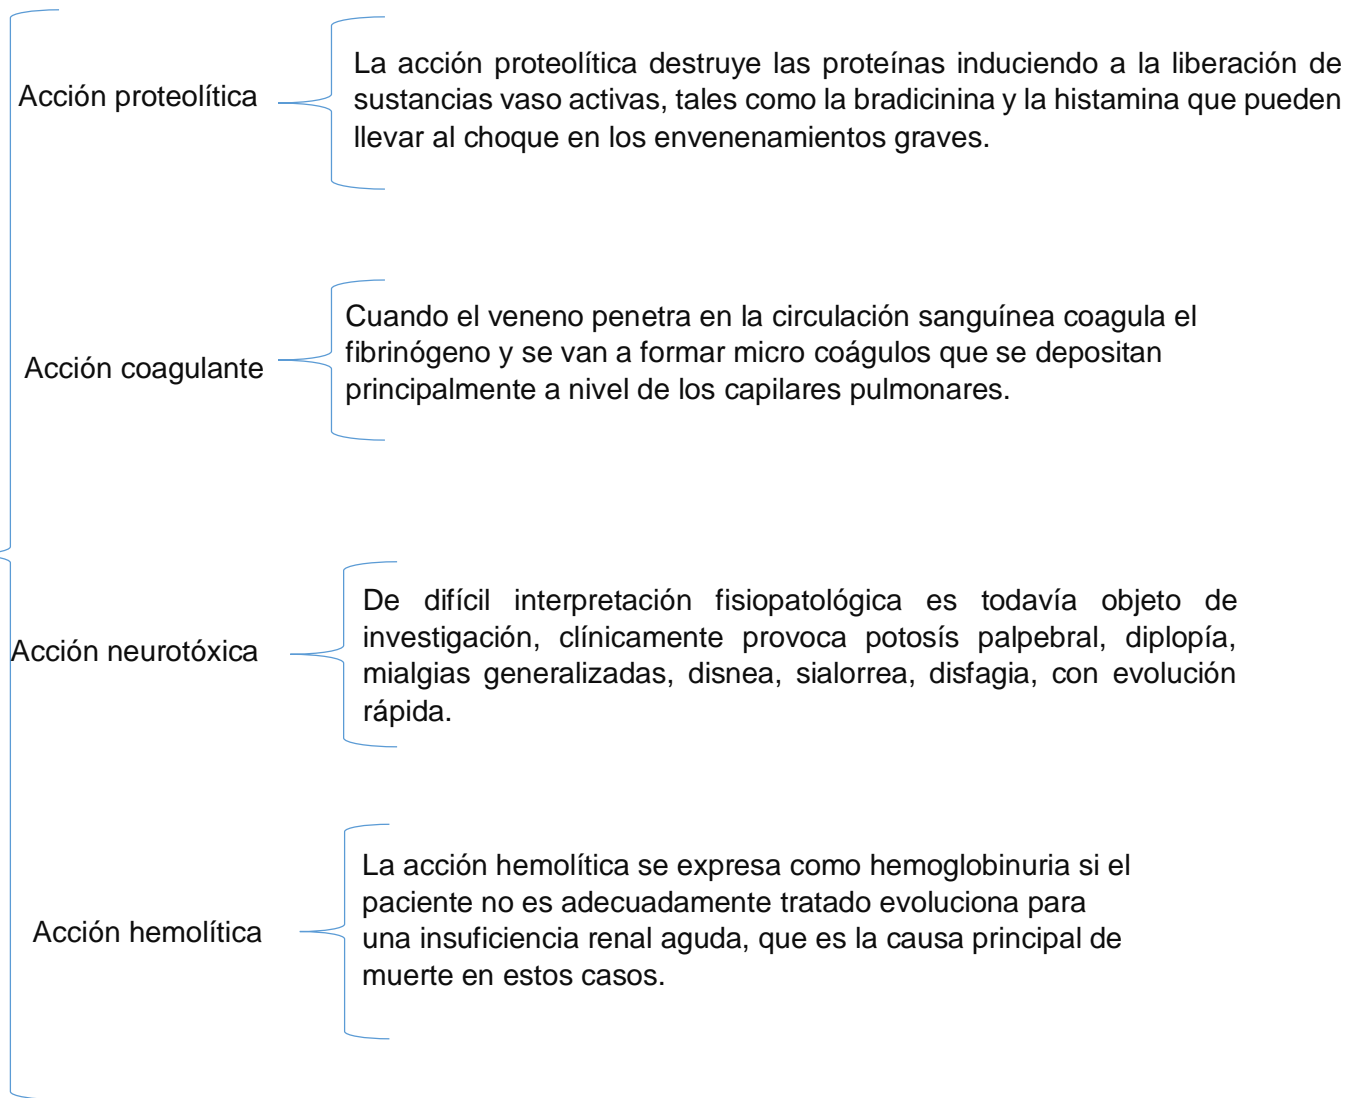 Acción proteolítica
La acción proteolítica destruye las proteínas induciendo a la liberación de
sustancias vaso activas, tales como la bradicinina y la histamina que pueden
llevar al choque en los envenenamientos graves.
Acción coagulante
Cuando el veneno penetra en la circulación sanguínea coagula el
fibrinógeno y se van a formar micro coágulos que se depositan
principalmente a nivel de los capilares pulmonares.
Acción neurotóxica
De difícil interpretación fisiopatológica es todavía objeto de
investigación, clínicamente provoca potosís palpebral, diplopía,
mialgias generalizadas, disnea, sialorrea, disfagia, con evolución
rápida.
Acción hemolítica
La acción hemolítica se expresa como hemoglobinuria si el
paciente no es adecuadamente tratado evoluciona para
una insuficiencia renal aguda, que es la causa principal de
muerte en estos casos.